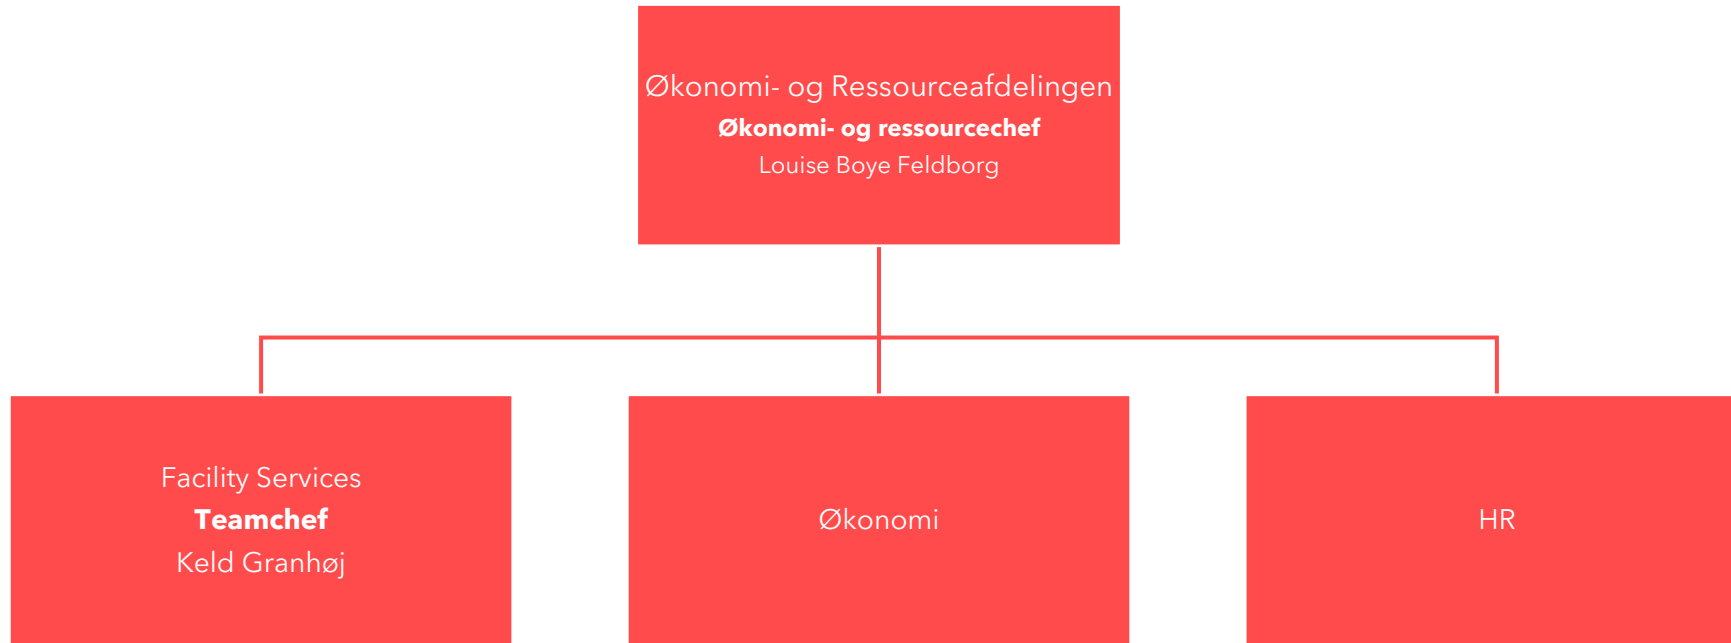 Økonomi- og Ressourceafdelingen
Økonomi- og ressourcechef
Louise Boye Feldborg
Facility Services
Teamchef
Keld Granhøj
Økonomi
HR